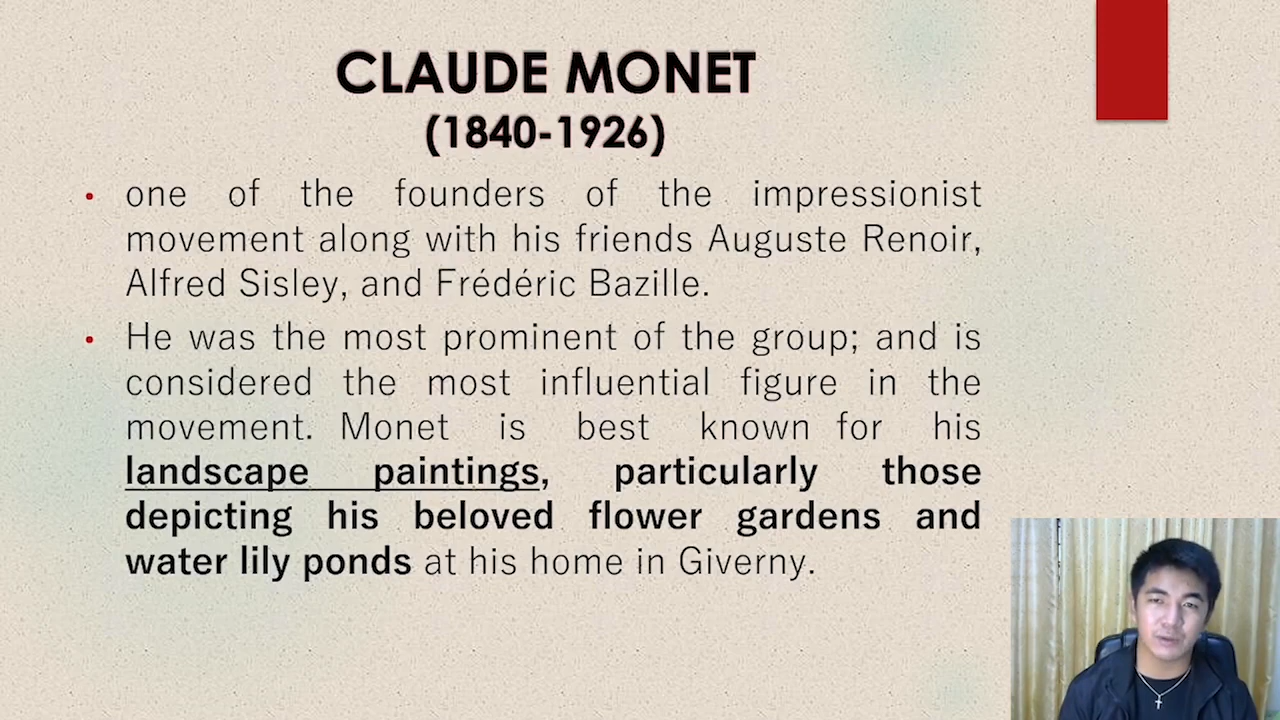 CLAUDE MONET
(1840-1926)
• one of the founders of the impressionist
movement along with his friends Auguste Renoir,
Alfred Sisley, and Frédéric Bazille.
• He was the most prominent of the group; and is
considered the most influential figure in the
movement. Monet is best known for his
landscape paintings, particularly those
depicting his beloved flower gardens and
water lily ponds at his home in Giverny.